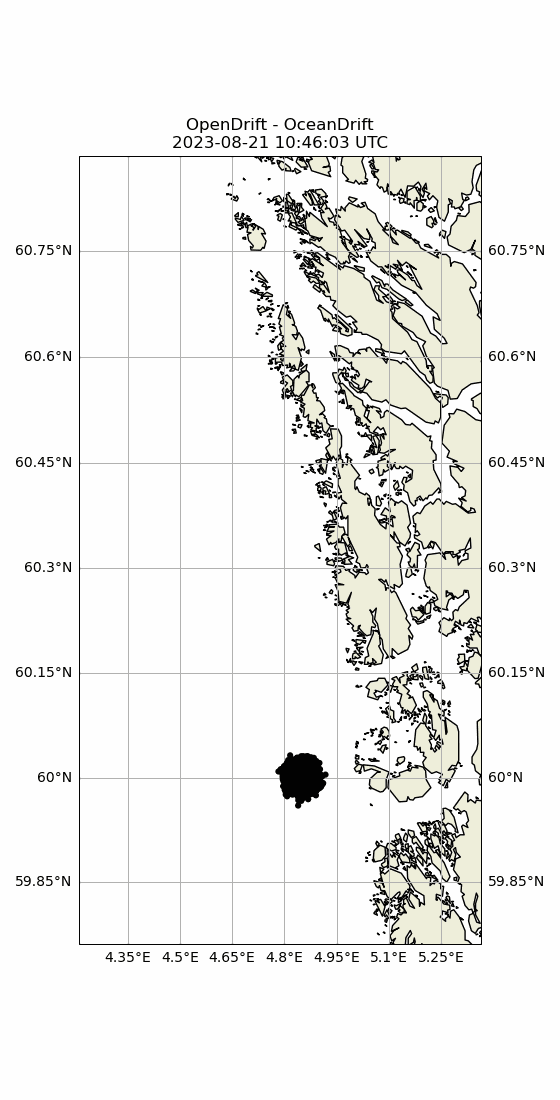 OpenDrift - OceanDrift
2023-08-21 10:46:03 UTC
60.75°N 60.75°N
60.6°N 60.6°N
60.45°N 60.45°N
60.3°N 60.3°N
60.15°N 60.15°N
60°N 60°N
59.85°N 59.85°N
4.35°E 4.5°E 4.65°E 4.8°E 4.95°E 5.1°E 5.25°E